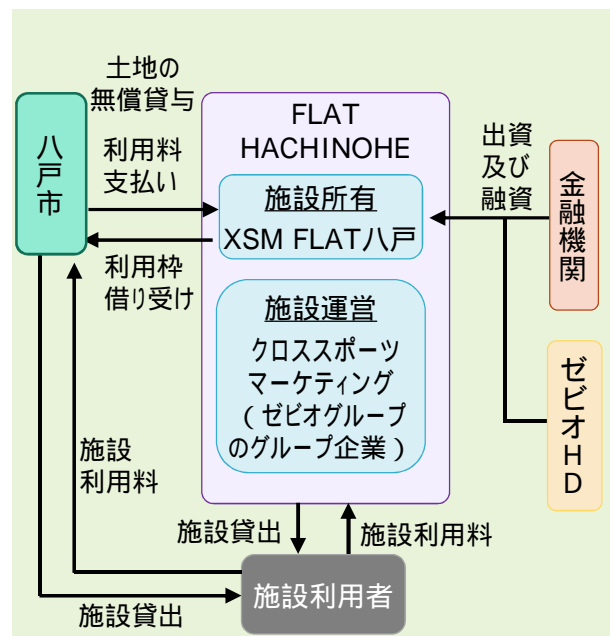 土地の
無償貸与
八戸市
利用料
支払い
利用枠
借り受け
FLAT
HACHINOHE
施設所有
XSM FLAT八戸
施設運営
クロススポーツ
マーケティング
（ゼビオグループ
のグループ企業）
出資
及び
融資
金融機関
ゼビオHD
施設
利用料
施設貸出
施設利用料
施設貸出
施設利用者